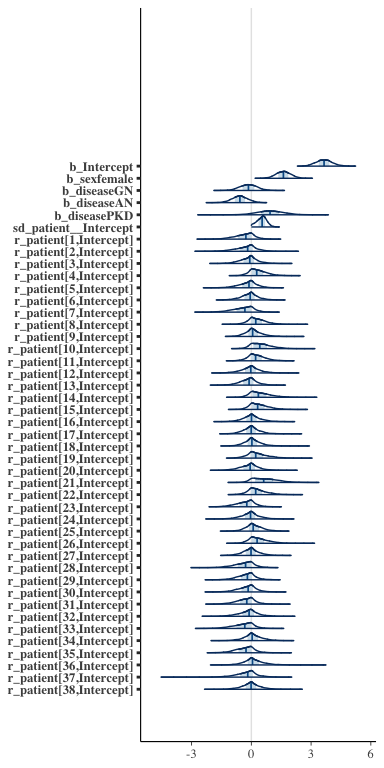 b_Intercept
b_sexfemale
b_diseaseGN
b_diseaseAN
b_diseasePKD
sd_patient__Intercept
r_patient[1,Intercept]
r_patient[2,Intercept]
r_patient[3,Intercept]
r_patient[4,Intercept]
r_patient[5,Intercept]
r_patient[6,Intercept]
r_patient[7,Intercept]
r_patient[8,Intercept]
r_patient[9,Intercept]
r_patient[10,Intercept]
r_patient[11,Intercept]
r_patient[12,Intercept]
r_patient[13,Intercept]
r_patient[14,Intercept]
r_patient[15,Intercept]
r_patient[16,Intercept]
r_patient[17,Intercept]
r_patient[18,Intercept]
r_patient[19,Intercept]
r_patient[20,Intercept]
r_patient[21,Intercept]
r_patient[22,Intercept]
r_patient[23,Intercept]
r_patient[24,Intercept]
r_patient[25,Intercept]
r_patient[26,Intercept]
r_patient[27,Intercept]
r_patient[28,Intercept]
r_patient[29,Intercept]
r_patient[30,Intercept]
r_patient[31,Intercept]
r_patient[32,Intercept]
r_patient[33,Intercept]
r_patient[34,Intercept]
r_patient[35,Intercept]
r_patient[36,Intercept]
r_patient[37,Intercept]
r_patient[38,Intercept]
-3 0 3 6